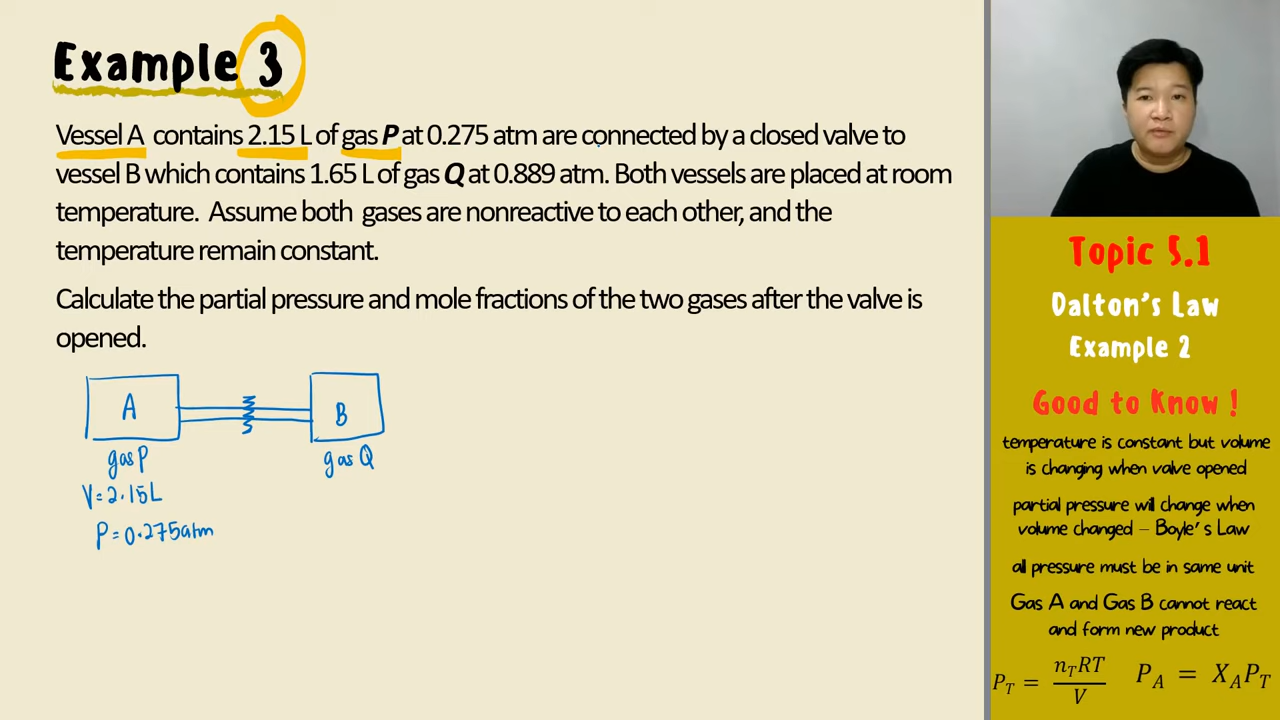 Example 3
Vessel A contains 2.15 L of gas P at 0.275 atm are connected by a closed valve to
vessel B which contains 1.65 L of gas Q at 0.889 atm. Both vessels are placed at room
temperature. Assume both gases are nonreactive to each other, and the
temperature remain constant.
Calculate the partial pressure and mole fractions of the two gases after the valve is
opened.
A
B
gas P
gas Q
V=2.15L
P=0.275atm
Topic 5.1
Dalton's Law
Example 2
Good to Know !
temperature is constant but volume
is changing when valve opened
partial pressure will change when
volume changed – Boyle's Law
all pressure must be in same unit
Gas A and Gas B cannot react
and form new product
P_T = n_T RT / V
P_A = X_A P_T